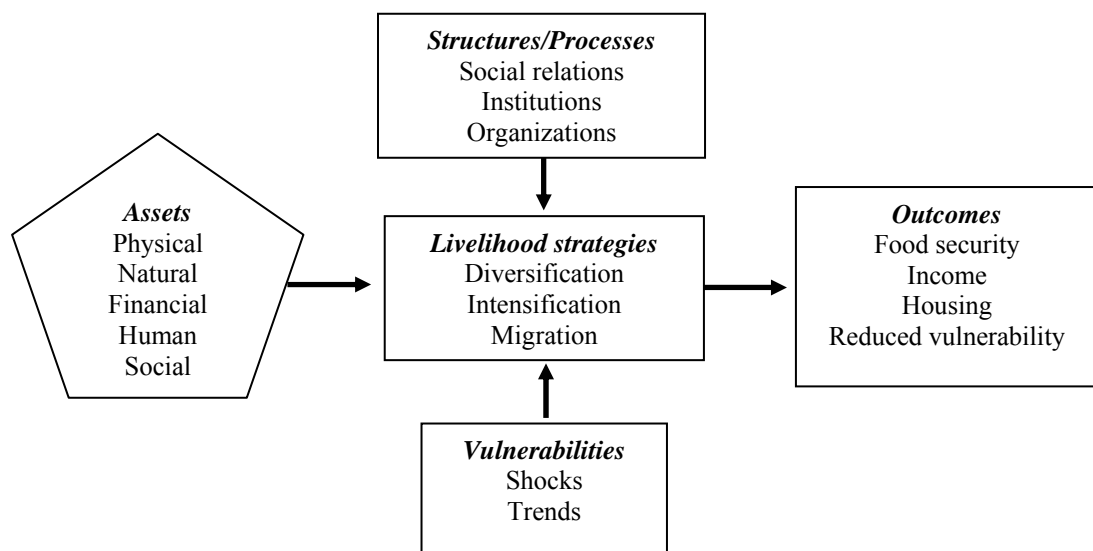 Structures/Processes
Social relations
Institutions
Organizations
Assets
Physical
Natural
Financial
Human
Social
Livelihood strategies
Diversification
Intensification
Migration
Outcomes
Food security
Income
Housing
Reduced vulnerability
Vulnerabilities
Shocks
Trends